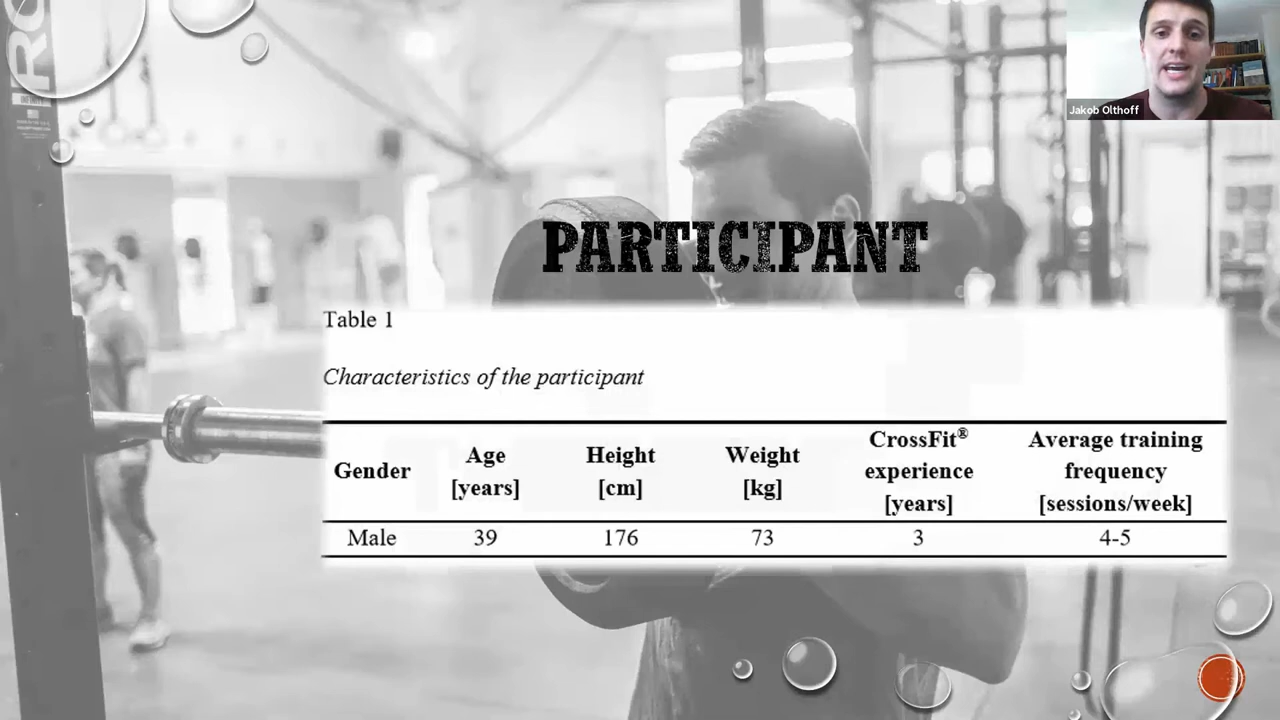 Jakob Olthoff
PARTICIPANT
Table 1
Characteristics of the participant
Gender Age [years] Height [cm] Weight [kg] CrossFit® experience [years] Average training frequency [sessions/week]
Male 39 176 73 3 4-5